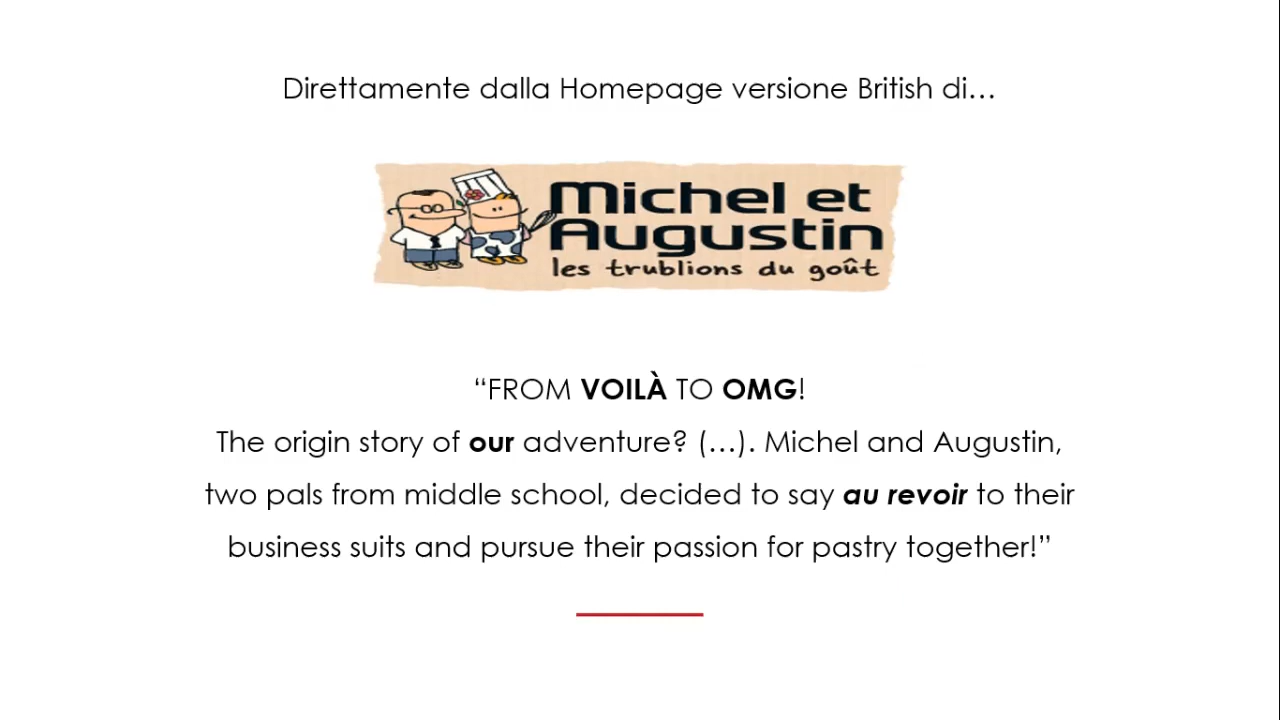 Direttamente dalla Homepage versione British di…
Michel et
Augustin
les trublions du goût
“FROM VOILÀ TO OMG!
The origin story of our adventure? (…). Michel and Augustin,
two pals from middle school, decided to say au revoir to their
business suits and pursue their passion for pastry together!”